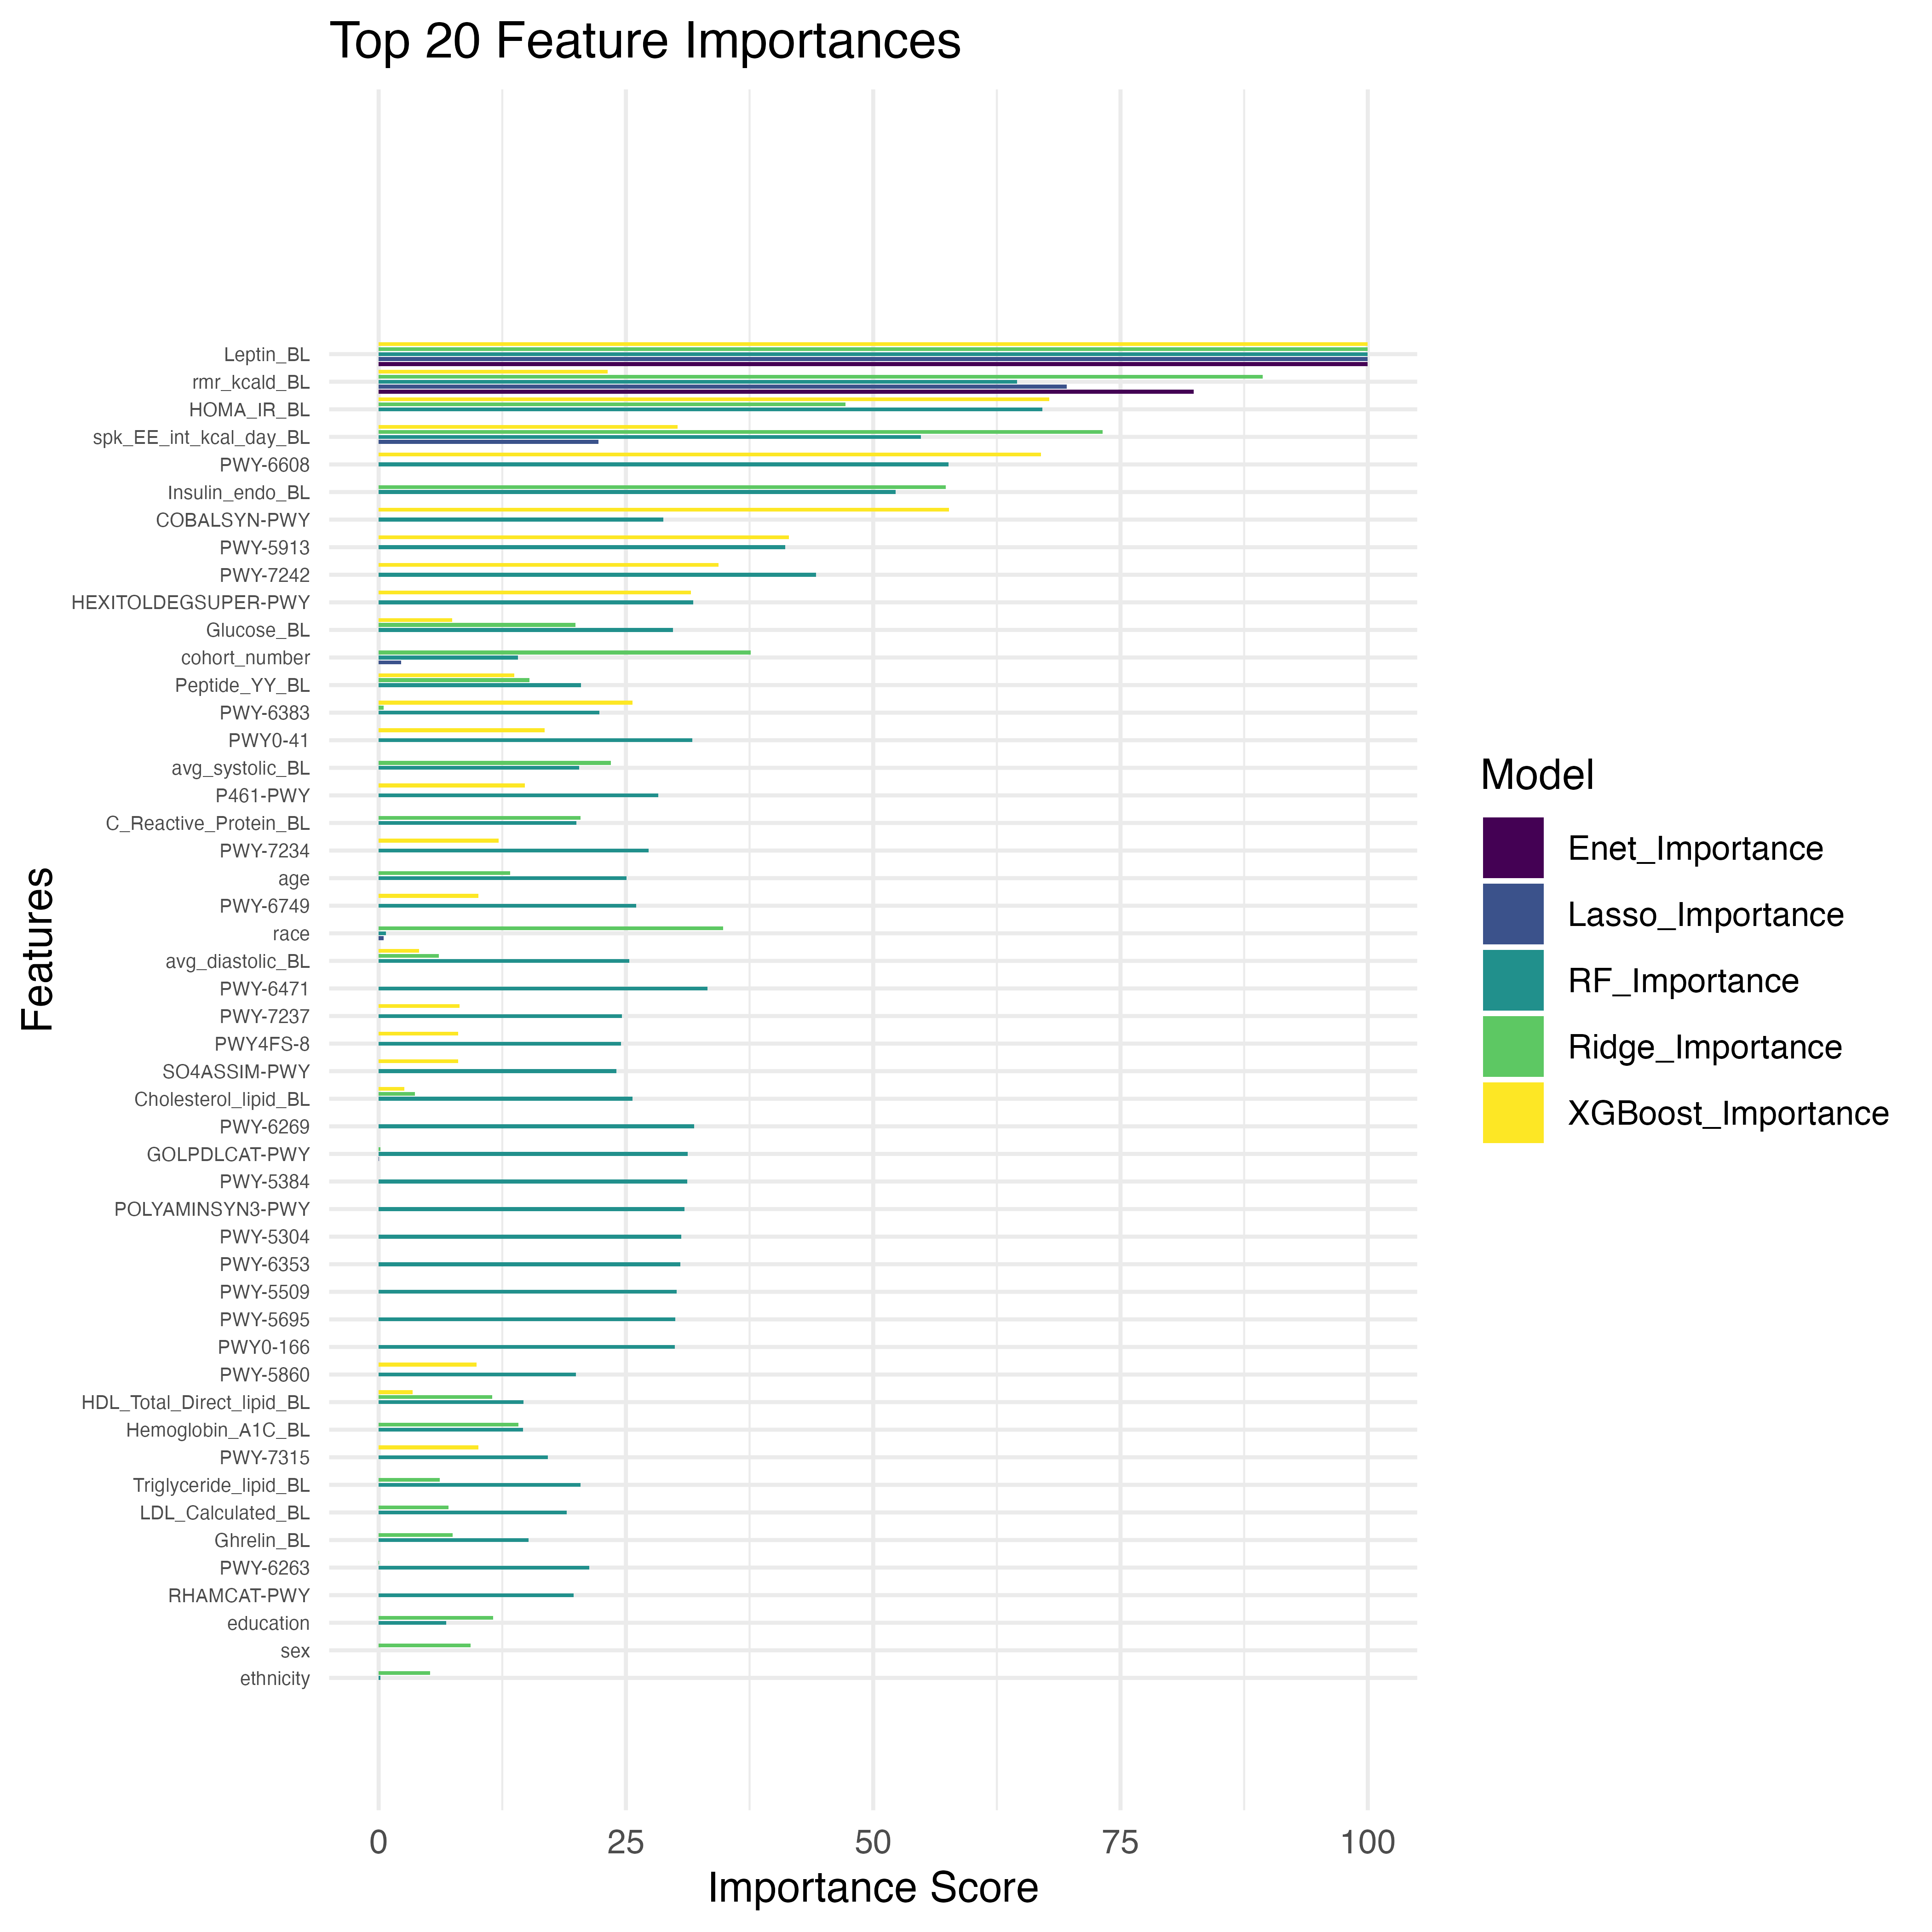 Top 20 Feature Importances
Features
Leptin_BL
rmr_kcald_BL
HOMA_IR_BL
spk_EE_int_kcal_day_BL
PWY-6608
Insulin_endo_BL
COBALSYN-PWY
PWY-5913
PWY-7242
HEXITOLDEGSUPER-PWY
Glucose_BL
cohort_number
Peptide_YY_BL
PWY-6383
PWY0-41
avg_systolic_BL
P461-PWY
C_Reactive_Protein_BL
PWY-7234
age
PWY-6749
race
avg_diastolic_BL
PWY-6471
PWY-7237
PWY4FS-8
SO4ASSIM-PWY
Cholesterol_lipid_BL
PWY-6269
GOLPDLCAT-PWY
PWY-5384
POLYAMINSYN3-PWY
PWY-5304
PWY-6353
PWY-5509
PWY-5695
PWY0-166
PWY-5860
HDL_Total_Direct_lipid_BL
Hemoglobin_A1C_BL
PWY-7315
Triglyceride_lipid_BL
LDL_Calculated_BL
Ghrelin_BL
PWY-6263
RHAMCAT-PWY
education
sex
ethnicity
0 25 50 75 100
Importance Score
Model
Enet_Importance
Lasso_Importance
RF_Importance
Ridge_Importance
XGBoost_Importance